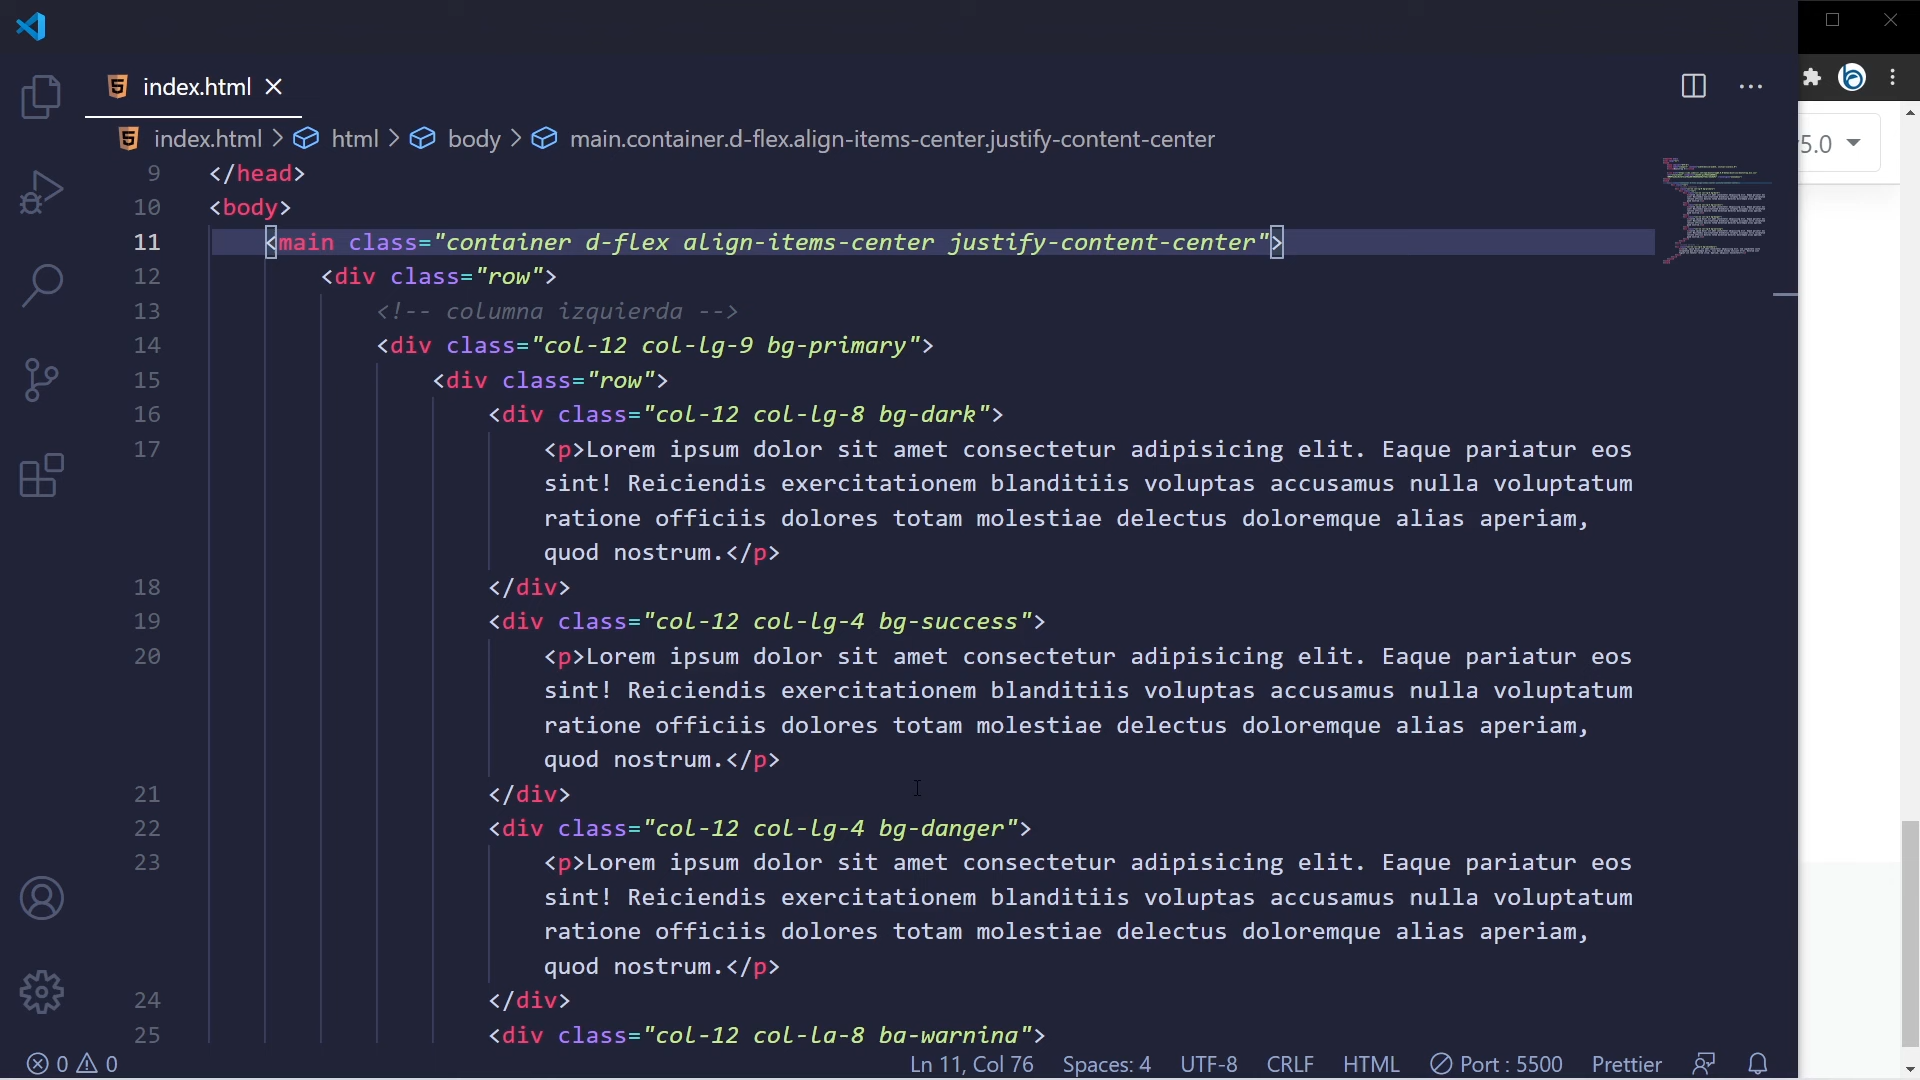 index.html
5.0
index.html > html > body > main.container.d-flex.align-items-center.justify-content-center
9 </head>
10 <body>
11 <main class="container d-flex align-items-center justify-content-center">
12 <div class="row">
13 <!-- columna izquierda -->
14 <div class="col-12 col-lg-9 bg-primary">
15 <div class="row">
16 <div class="col-12 col-lg-8 bg-dark">
17 <p>Lorem ipsum dolor sit amet consectetur adipisicing elit. Eaque pariatur eos
sint! Reiciendis exercitationem blanditiis voluptas accusamus nulla voluptatum
ratione officiis dolores totam molestiae delectus doloremque alias aperiam,
quod nostrum.</p>
18 </div>
19 <div class="col-12 col-lg-4 bg-success">
20 <p>Lorem ipsum dolor sit amet consectetur adipisicing elit. Eaque pariatur eos
sint! Reiciendis exercitationem blanditiis voluptas accusamus nulla voluptatum
ratione officiis dolores totam molestiae delectus doloremque alias aperiam,
quod nostrum.</p>
21 </div>
22 <div class="col-12 col-lg-4 bg-danger">
23 <p>Lorem ipsum dolor sit amet consectetur adipisicing elit. Eaque pariatur eos
sint! Reiciendis exercitationem blanditiis voluptas accusamus nulla voluptatum
ratione officiis dolores totam molestiae delectus doloremque alias aperiam,
quod nostrum.</p>
24 </div>
25 <div class="col-12 col-lg-8 bg-warning">
0 0 Ln 11, Col 76 Spaces: 4 UTF-8 CRLF HTML Port : 5500 Prettier